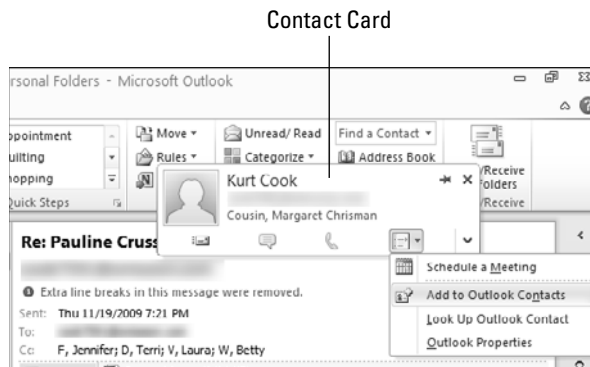 Contact Card
rsonal Folders - Microsoft Outlook
ppointment
uilting
hopping
Quick Steps
Move
Rules
Unread/ Read
Categorize
Find a Contact
Address Book
/Receive
olders
/Receive
Kurt Cook
Cousin, Margaret Chrisman
Re: Pauline Cruss
Extra line breaks in this message were removed.
Sent: Thu 11/19/2009 7:21 PM
To:
Cc: F, Jennifer; D, Terri; V, Laura; W, Betty
Schedule a Meeting
Add to Outlook Contacts
Look Up Outlook Contact
Outlook Properties